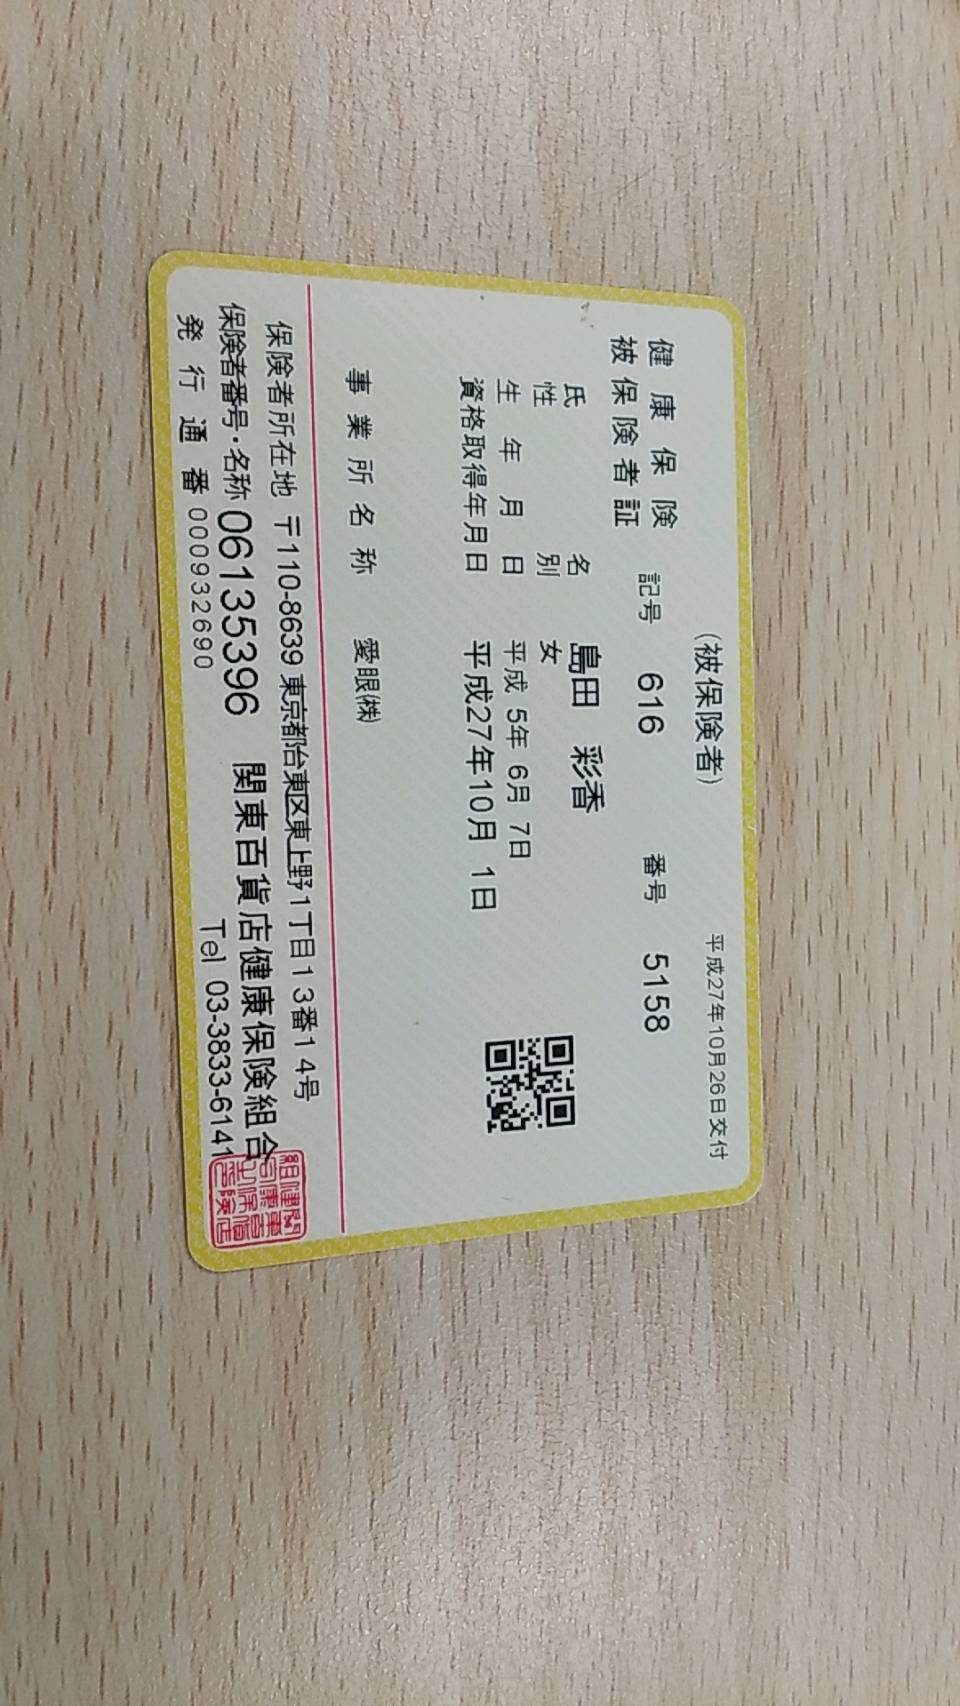 (被保険者)
平成27年10月26日交付
健康保険
被保険者証
記号 616 番号 5158
氏名 島田 彩香
性別 女
生年月日 平成 5年 6月 7日
資格取得年月日 平成27年10月 1日
事業所名称 愛眼(株)
保険者所在地 〒110-8639 東京都台東区東上野1丁目13番14号
保険者番号・名称 06135396 関東百貨店健康保険組合
発行通番 000932690 Tel 03-3833-6141